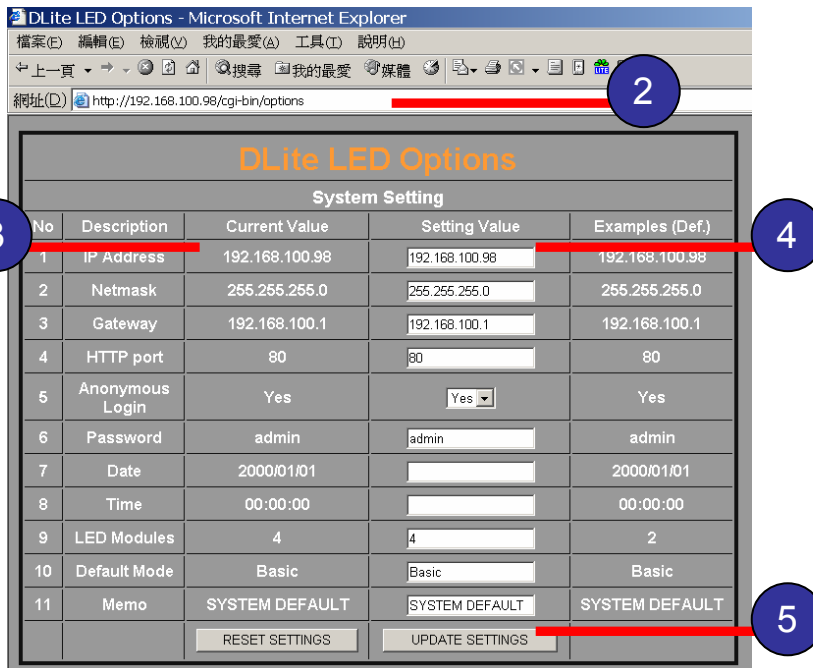 DLite LED Options - Microsoft Internet Explorer
檔案(F) 編輯(E) 檢視(V) 我的最愛(A) 工具(T) 說明(H)
上一頁 搜尋 我的最愛 媒體
網址(D) http://192.168.100.98/cgi-bin/options
2
DLite LED Options
System Setting
No Description Current Value Setting Value Examples (Def.)
3
4
1 IP Address 192.168.100.98 192.168.100.98 192.168.100.98
2 Netmask 255.255.255.0 255.255.255.0 255.255.255.0
3 Gateway 192.168.100.1 192.168.100.1 192.168.100.1
4 HTTP port 80 80 80
5 Anonymous Login Yes Yes Yes
6 Password admin admin admin
7 Date 2000/01/01 2000/01/01
8 Time 00:00:00 00:00:00
9 LED Modules 4 4 2
10 Default Mode Basic Basic Basic
11 Memo SYSTEM DEFAULT SYSTEM DEFAULT SYSTEM DEFAULT
RESET SETTINGS UPDATE SETTINGS
5